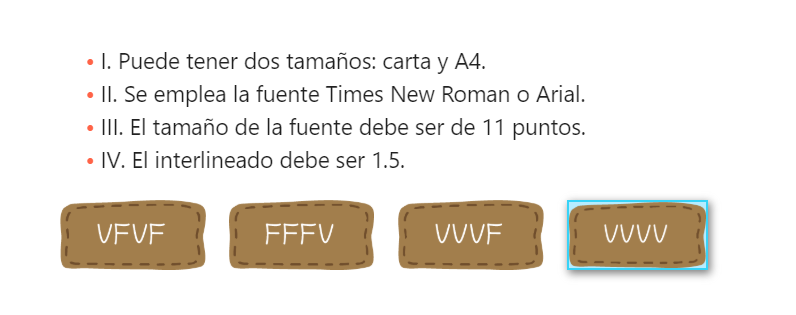 • I. Puede tener dos tamaños: carta y A4.
• II. Se emplea la fuente Times New Roman o Arial.
• III. El tamaño de la fuente debe ser de 11 puntos.
• IV. El interlineado debe ser 1.5.
VFVF FFFV VVVF VVVV